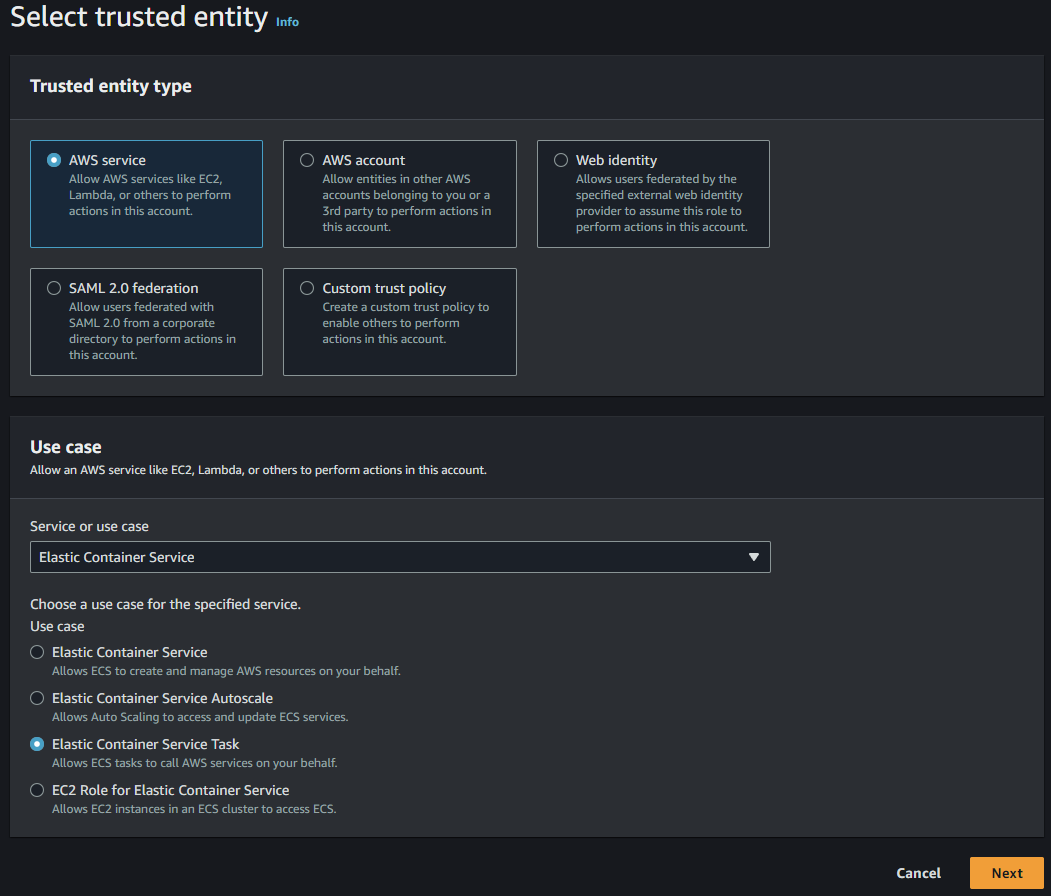 Select trusted entity Info
Trusted entity type
AWS service
Allow AWS services like EC2,
Lambda, or others to perform
actions in this account.
AWS account
Allow entities in other AWS
accounts belonging to you or a
3rd party to perform actions in
this account.
Web identity
Allows users federated by the
specified external web identity
provider to assume this role to
perform actions in this account.
SAML 2.0 federation
Allow users federated with
SAML 2.0 from a corporate
directory to perform actions in
this account.
Custom trust policy
Create a custom trust policy to
enable others to perform
actions in this account.
Use case
Allow an AWS service like EC2, Lambda, or others to perform actions in this account.
Service or use case
Elastic Container Service
Choose a use case for the specified service.
Use case
Elastic Container Service
Allows ECS to create and manage AWS resources on your behalf.
Elastic Container Service Autoscale
Allows Auto Scaling to access and update ECS services.
Elastic Container Service Task
Allows ECS tasks to call AWS services on your behalf.
EC2 Role for Elastic Container Service
Allows EC2 instances in an ECS cluster to access ECS.
Cancel
Next